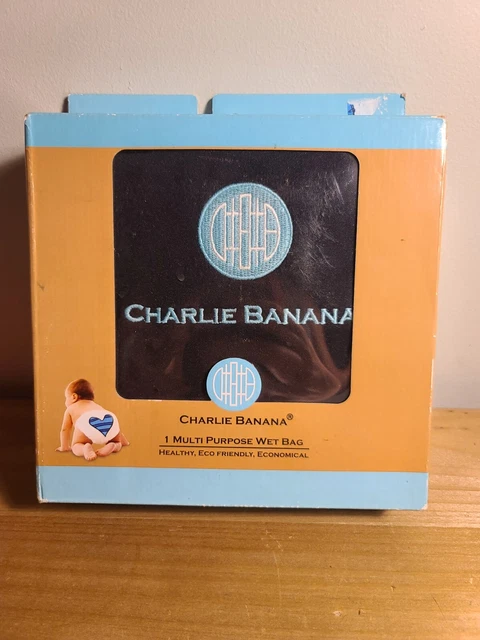 CHARLIE BANANA
CHARLIE BANANA®
1 MULTI PURPOSE WET BAG
HEALTHY, ECO FRIENDLY, ECONOMICAL